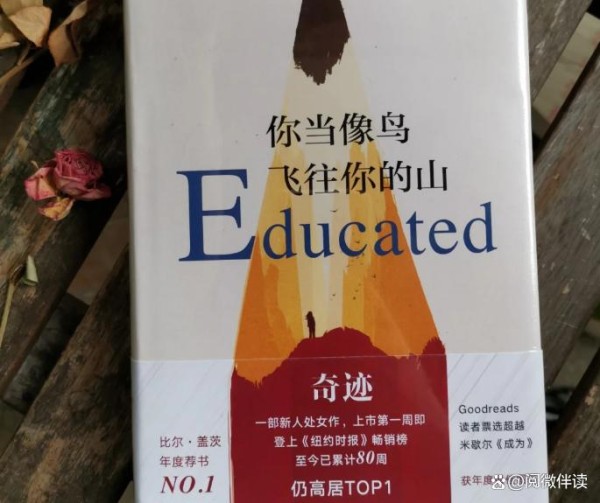 你当像鸟
飞往你的山
Educated
奇迹
一部新人处女作，上市第一周即
登上《纽约时报》畅销榜
至今已累计80周
仍高居TOP1
比尔·盖茨
年度荐书
NO.1
Goodreads
读者票选超越
米歇尔《成为》
获年度
@阅微伴读